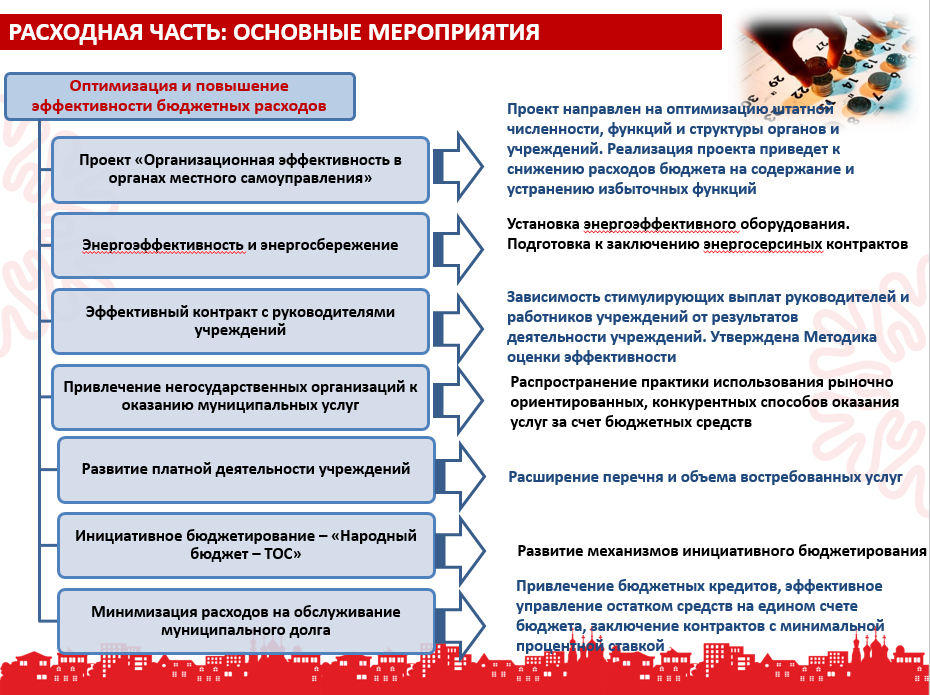 РАСХОДНАЯ ЧАСТЬ: ОСНОВНЫЕ МЕРОПРИЯТИЯ
Оптимизация и повышение
эффективности бюджетных расходов
Проект «Организационная эффективность в
органах местного самоуправления»
Проект направлен на оптимизацию штатной
численности, функций и структуры органов и
учреждений. Реализация проекта приведет к
снижению расходов бюджета на содержание и
устранению избыточных функций
Энергоэффективность и энергосбережение
Установка энергоэффективного оборудования.
Подготовка к заключению энергосерсиных контрактов
Эффективный контракт с руководителями
учреждений
Зависимость стимулирующих выплат руководителей и
работников учреждений от результатов
деятельности учреждений. Утверждена Методика
оценки эффективности
Привлечение негосударственных организаций к
оказанию муниципальных услуг
Распространение практики использования рыночно
ориентированных, конкурентных способов оказания
услуг за счет бюджетных средств
Развитие платной деятельности учреждений
Расширение перечня и объема востребованных услуг
Инициативное бюджетирование – «Народный
бюджет – ТОС»
Развитие механизмов инициативного бюджетирования
Минимизация расходов на обслуживание
муниципального долга
Привлечение бюджетных кредитов, эффективное
управление остатком средств на едином счете
бюджета, заключение контрактов с минимальной
процентной ставкой